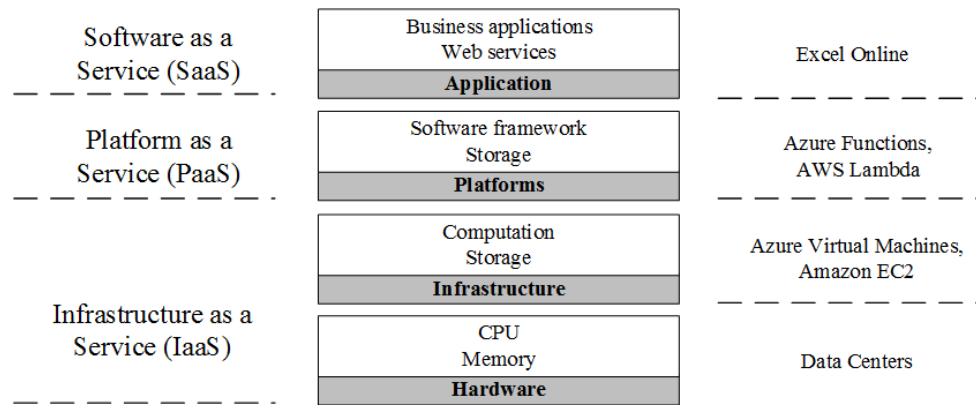 Software as a
Service (SaaS)
Business applications
Web services
Application
Excel Online
Platform as a
Service (PaaS)
Software framework
Storage
Platforms
Azure Functions,
AWS Lambda
Infrastructure as a
Service (IaaS)
Computation
Storage
Infrastructure
Azure Virtual Machines,
Amazon EC2
CPU
Memory
Hardware
Data Centers